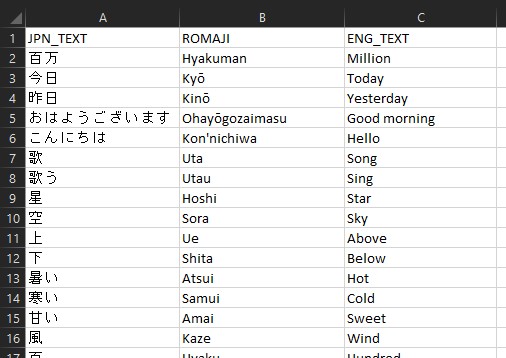 A B C
1 JPN_TEXT ROMAJI ENG_TEXT
2 百万 Hyakuman Million
3 今日 Kyō Today
4 昨日 Kinō Yesterday
5 おはようございます Ohayōgozaimasu Good morning
6 こんにちは Kon'nichiwa Hello
7 歌 Uta Song
8 歌う Utau Sing
9 星 Hoshi Star
10 空 Sora Sky
11 上 Ue Above
12 下 Shita Below
13 暑い Atsui Hot
14 寒い Samui Cold
15 甘い Amai Sweet
16 風 Kaze Wind
17 百 Hyaku Hundred